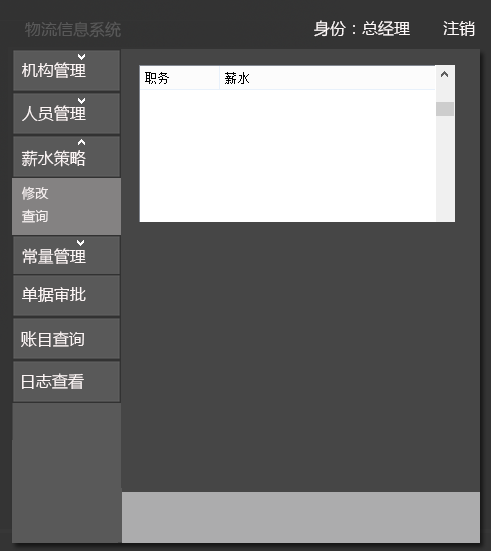 物流信息系统
身份：总经理 注销
机构管理
人员管理
薪水策略
修改
查询
常量管理
单据审批
账目查询
日志查看
职务 薪水